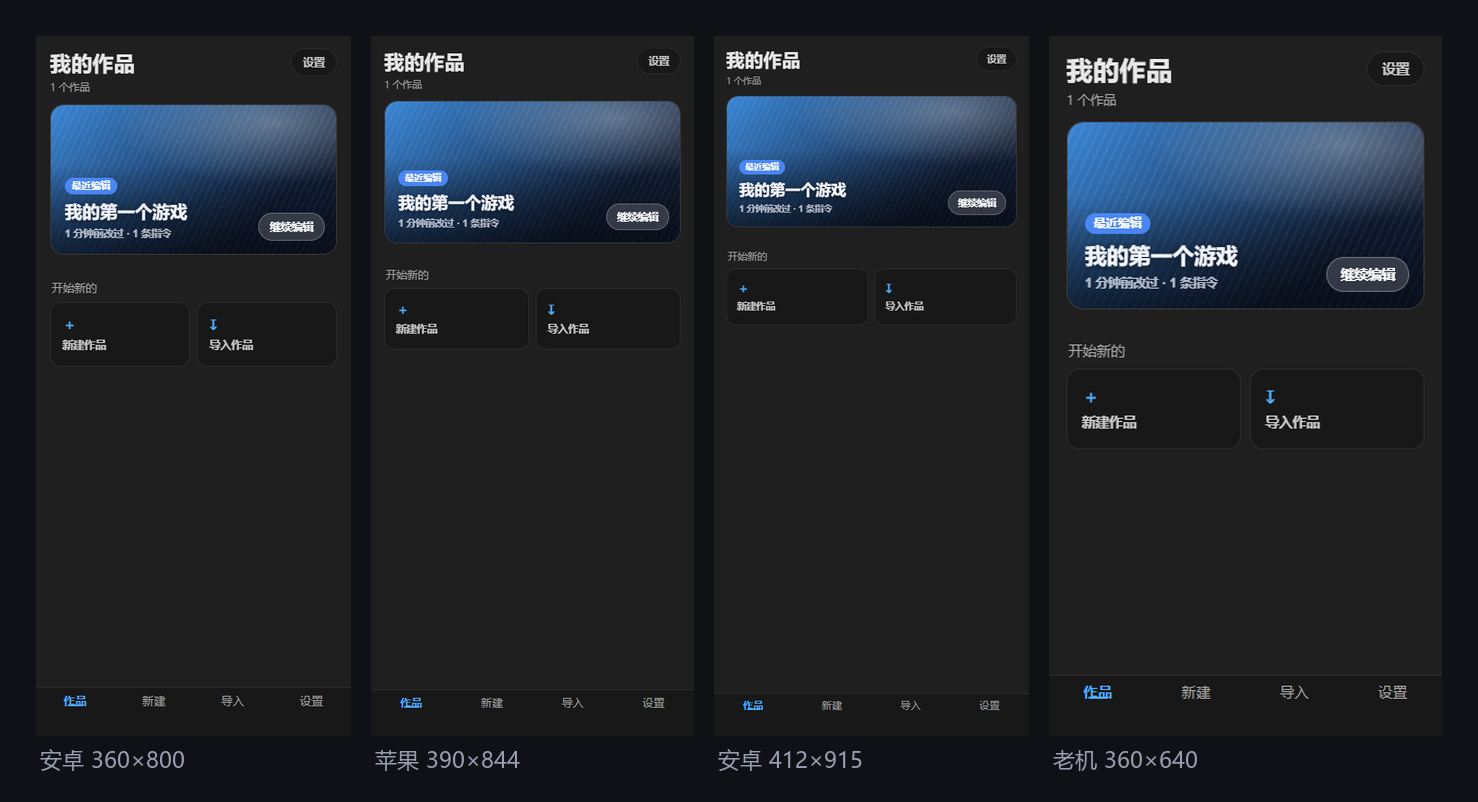 我的作品
设置
1 个作品
最近编辑
我的第一个游戏
1 分钟前改过 · 1 条指令
继续编辑
开始新的
+
新建作品
导入作品
作品
新建
导入
设置
安卓 360×800
我的作品
设置
1 个作品
最近编辑
我的第一个游戏
1 分钟前改过 · 1 条指令
继续编辑
开始新的
+
新建作品
导入作品
作品
新建
导入
设置
苹果 390×844
我的作品
设置
1 个作品
最近编辑
我的第一个游戏
1 分钟前改过 · 1 条指令
继续编辑
开始新的
+
新建作品
导入作品
作品
新建
导入
设置
安卓 412×915
我的作品
设置
1 个作品
最近编辑
我的第一个游戏
1 分钟前改过 · 1 条指令
继续编辑
开始新的
+
新建作品
导入作品
作品
新建
导入
设置
老机 360×640